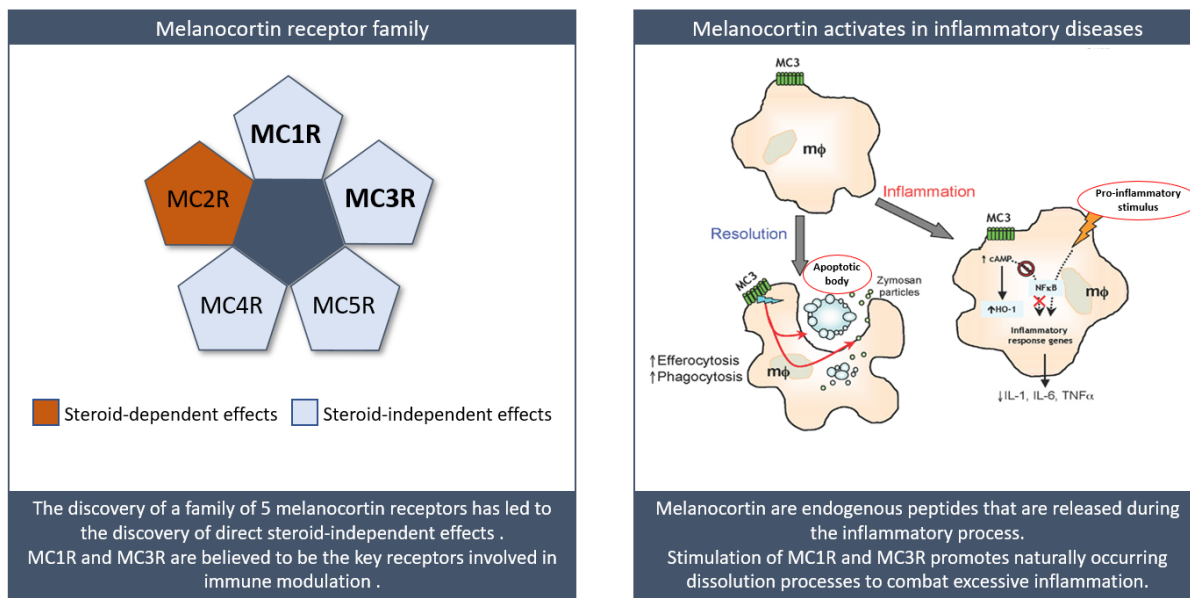 Melanocortin receptor family
MC1R
MC2R
MC3R
MC4R
MC5R
Steroid-dependent effects
Steroid-independent effects
The discovery of a family of 5 melanocortin receptors has led to
the discovery of direct steroid-independent effects .
MC1R and MC3R are believed to be the key receptors involved in
immune modulation .
Melanocortin activates in inflammatory diseases
MC3
mϕ
Inflammation
Resolution
Pro-inflammatory
stimulus
MC3
↑ cAMP
NFκB
mϕ
↑HO-1
Inflammatory
response genes
↓IL-1, IL-6, TNFα
MC3
Apoptotic
body
Zymosan
particles
↑Efferocytosis
↑Phagocytosis
mϕ
Melanocortin are endogenous peptides that are released during
the inflammatory process.
Stimulation of MC1R and MC3R promotes naturally occurring
dissolution processes to combat excessive inflammation.